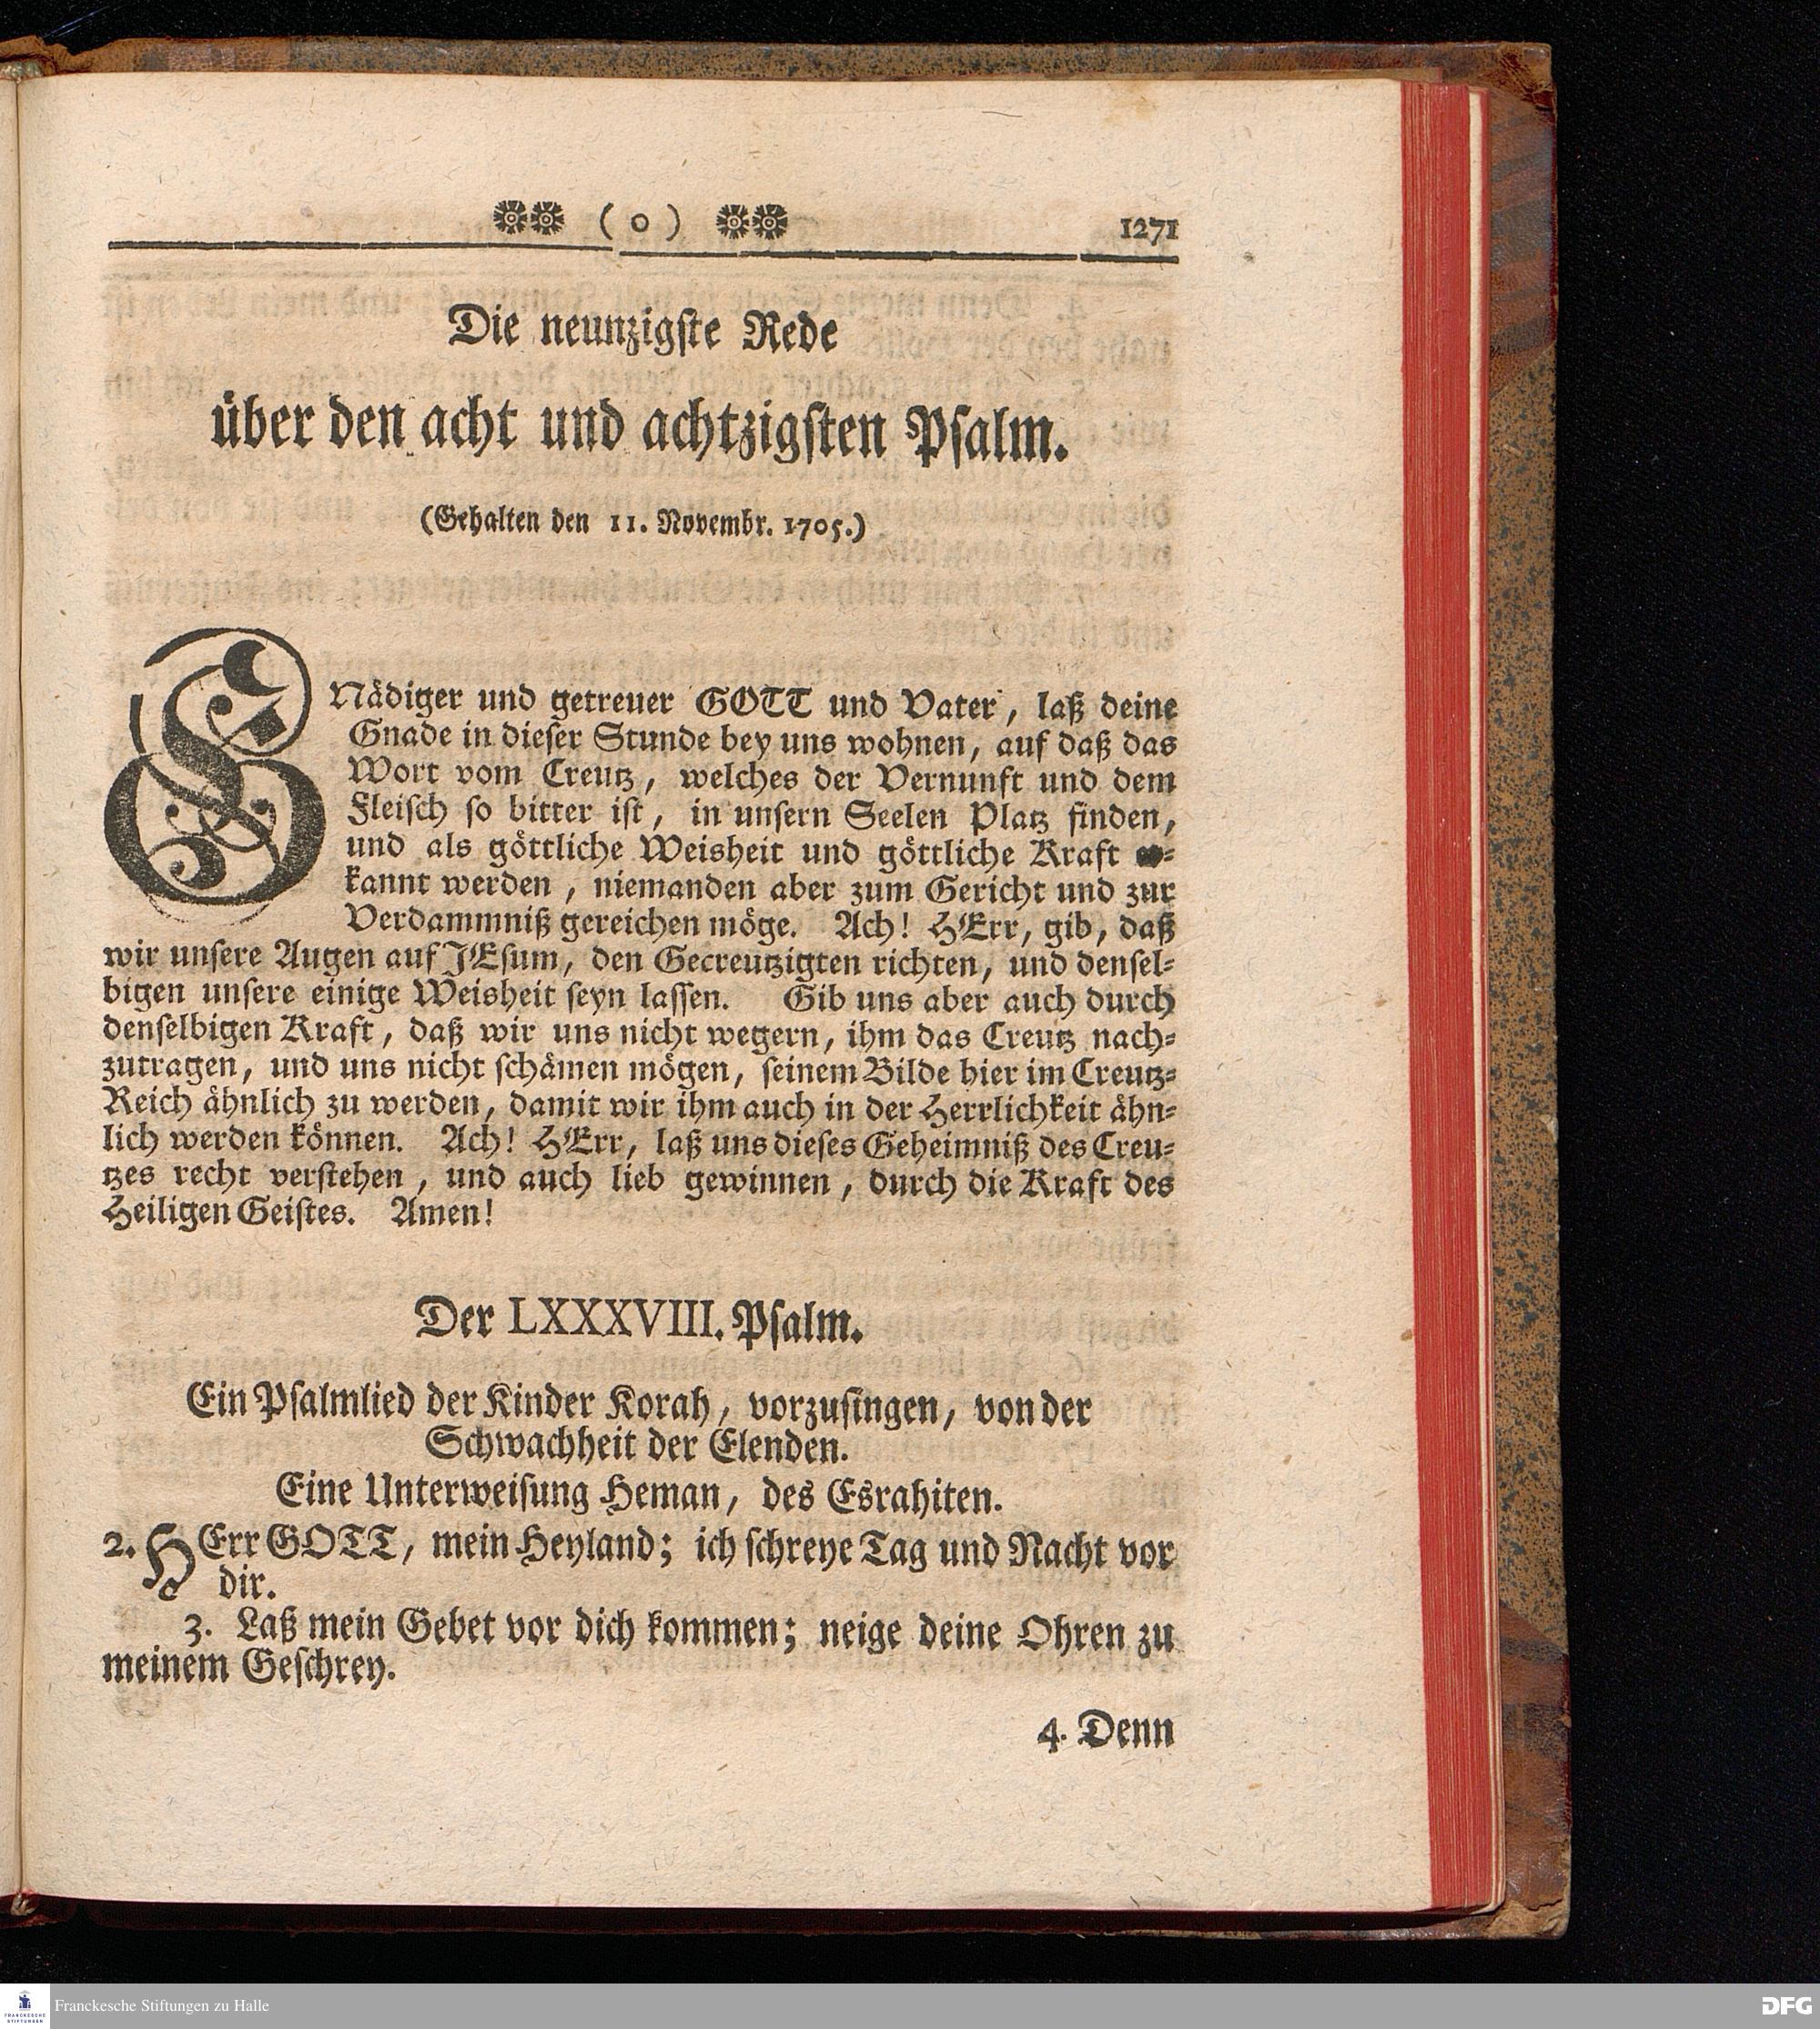 ( o ) 1271
Die neunzigste Rede
über den acht und achtzigsten Psalm.
(Gehalten den 11. Novembr. 1705.)
GNädiger und getreuer GOTT und Vater, laß deine
Gnade in dieser Stunde bey uns wohnen, auf daß das
Wort vom Creutz, welches der Vernunft und dem
Fleisch so bitter ist, in unsern Seelen Platz finden,
und als göttliche Weisheit und göttliche Kraft er-
kannt werden, niemanden aber zum Gericht und zur
Verdammniß gereichen möge. Ach! HErr, gib, daß
wir unsere Augen auf JEsum, den Gecreutzigten richten, und densel-
bigen unsere einige Weisheit seyn lassen. Gib uns aber auch durch
denselbigen Kraft, daß wir uns nicht wegern, ihm das Creutz nach-
zutragen, und uns nicht schämen mögen, seinem Bilde hier im Creutz-
Reich ähnlich zu werden, damit wir ihm auch in der Herrlichkeit ähn-
lich werden können. Ach! HErr, laß uns dieses Geheimniß des Creu-
tzes recht verstehen, und auch lieb gewinnen, durch die Kraft des
Heiligen Geistes. Amen!
Der LXXXVIII. Psalm.
Ein Psalmlied der Kinder Korah, vorzusingen, von der
Schwachheit der Elenden.
Eine Unterweisung Heman, des Esrahiten.
2. HErr GOTT, mein Heyland; ich schreye Tag und Nacht vor
dir.
3. Laß mein Gebet vor dich kommen; neige deine Ohren zu
meinem Geschrey.
4. Denn
Franckesche Stiftungen zu Halle
DFG
FRANCKESCHE
STIFTUNGEN